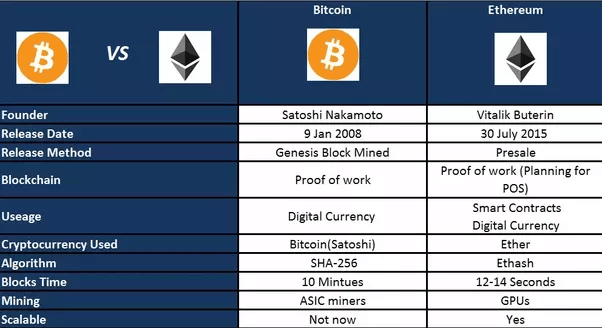 VS
Bitcoin
Ethereum
Founder Satoshi Nakamoto Vitalik Buterin
Release Date 9 Jan 2008 30 July 2015
Release Method Genesis Block Mined Presale
Blockchain Proof of work Proof of work (Planning for
POS)
Useage Digital Currency Smart Contracts
Digital Currency
Cryptocurrency Used Bitcoin(Satoshi) Ether
Algorithm SHA-256 Ethash
Blocks Time 10 Mintues 12-14 Seconds
Mining ASIC miners GPUs
Scalable Not now Yes